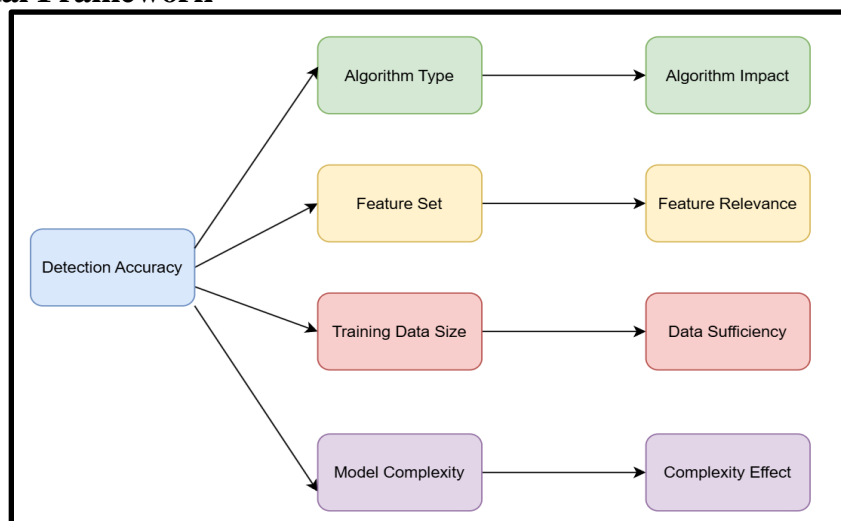 Algorithm Type
Algorithm Impact
Feature Set
Feature Relevance
Detection Accuracy
Training Data Size
Data Sufficiency
Model Complexity
Complexity Effect